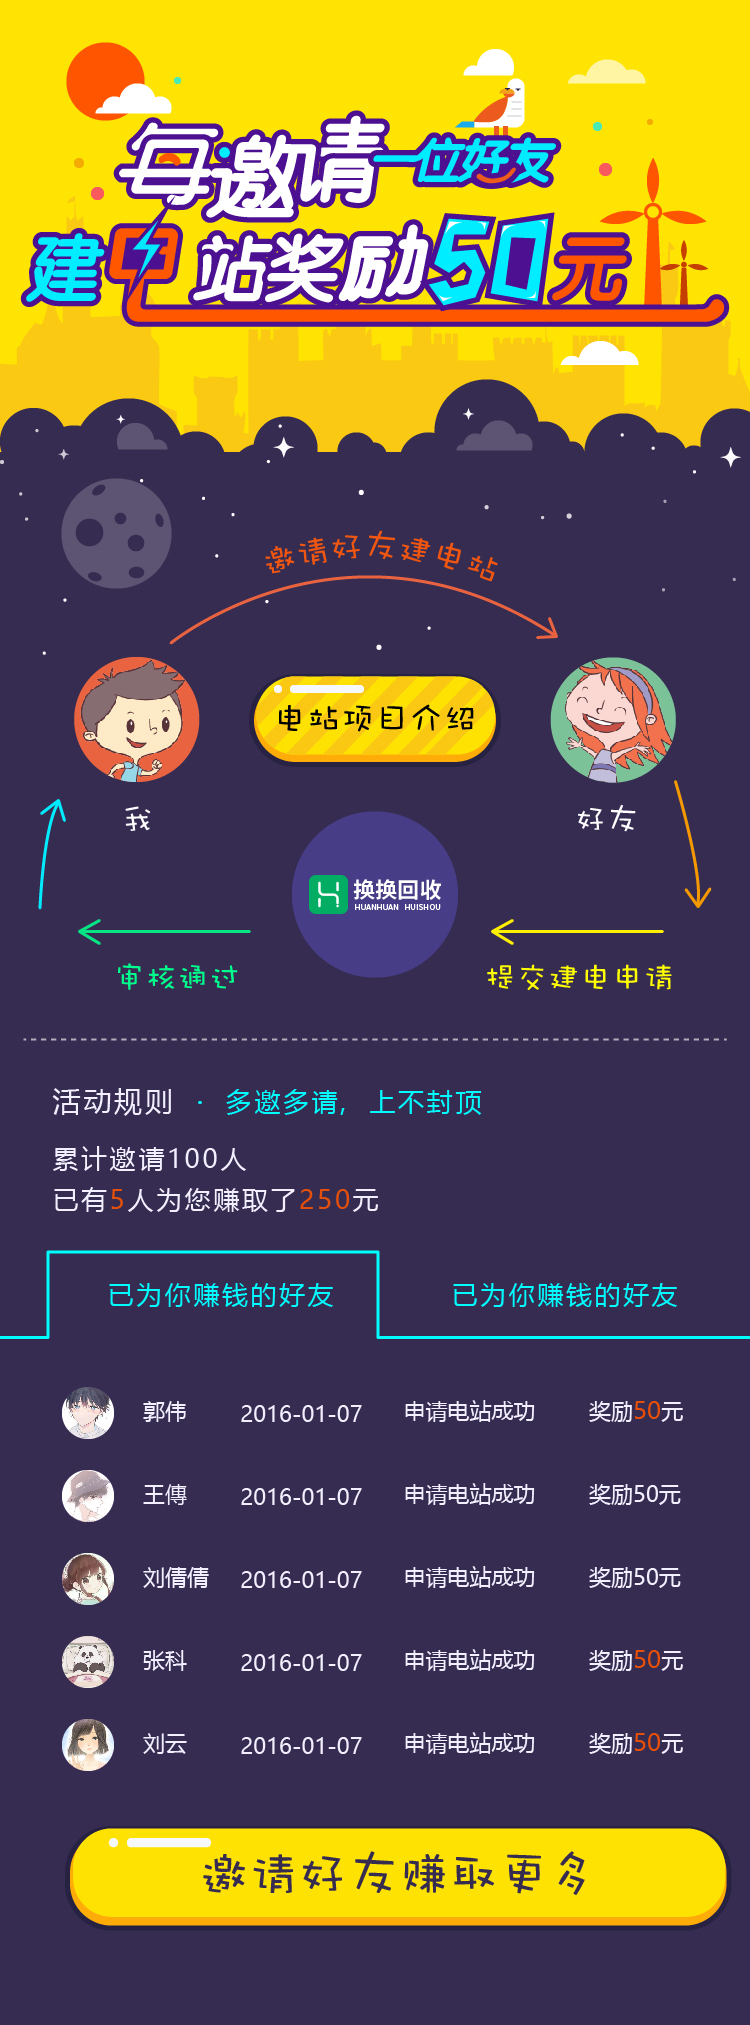 每邀请一位好友
建电站奖励50元
邀请好友建电站
电站项目介绍
我
好友
换换回收
HUANHUAN HUISHOU
审核通过
提交建电申请
活动规则 · 多邀多请, 上不封顶
累计邀请100人
已有5人为您赚取了250元
已为你赚钱的好友 已为你赚钱的好友
郭伟 2016-01-07 申请电站成功 奖励50元
王傳 2016-01-07 申请电站成功 奖励50元
刘倩倩 2016-01-07 申请电站成功 奖励50元
张科 2016-01-07 申请电站成功 奖励50元
刘云 2016-01-07 申请电站成功 奖励50元
邀请好友赚取更多